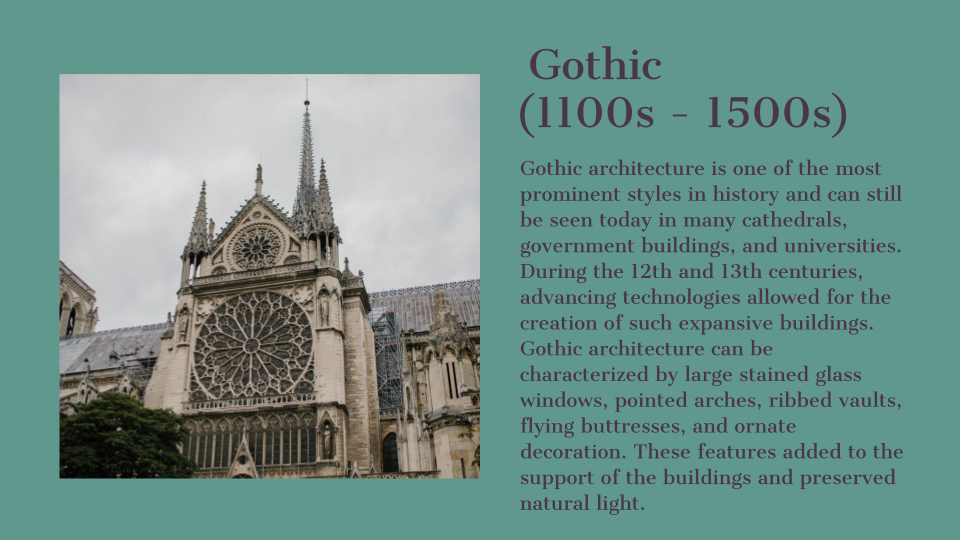 Gothic
(1100s - 1500s)
Gothic architecture is one of the most
prominent styles in history and can still
be seen today in many cathedrals,
government buildings, and universities.
During the 12th and 13th centuries,
advancing technologies allowed for the
creation of such expansive buildings.
Gothic architecture can be
characterized by large stained glass
windows, pointed arches, ribbed vaults,
flying buttresses, and ornate
decoration. These features added to the
support of the buildings and preserved
natural light.